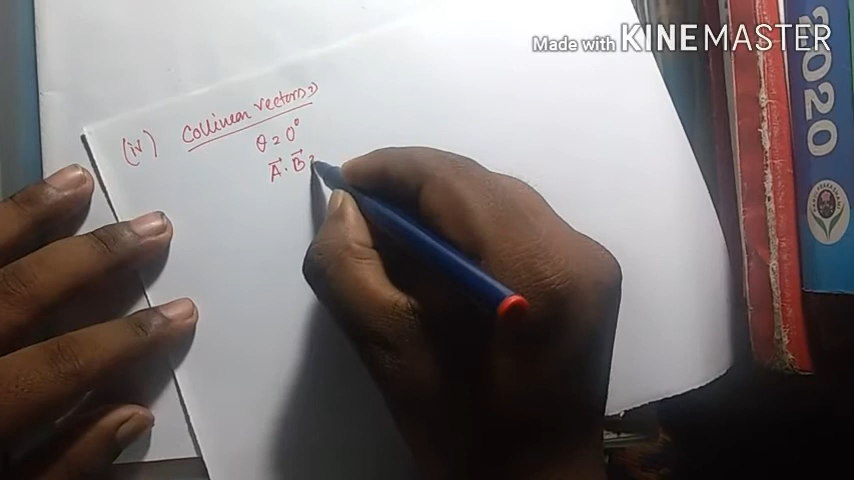 Made with KINEMASTER
2020
(iv) Collinear vectors:
θ = 0°
A⃗ . B⃗ =